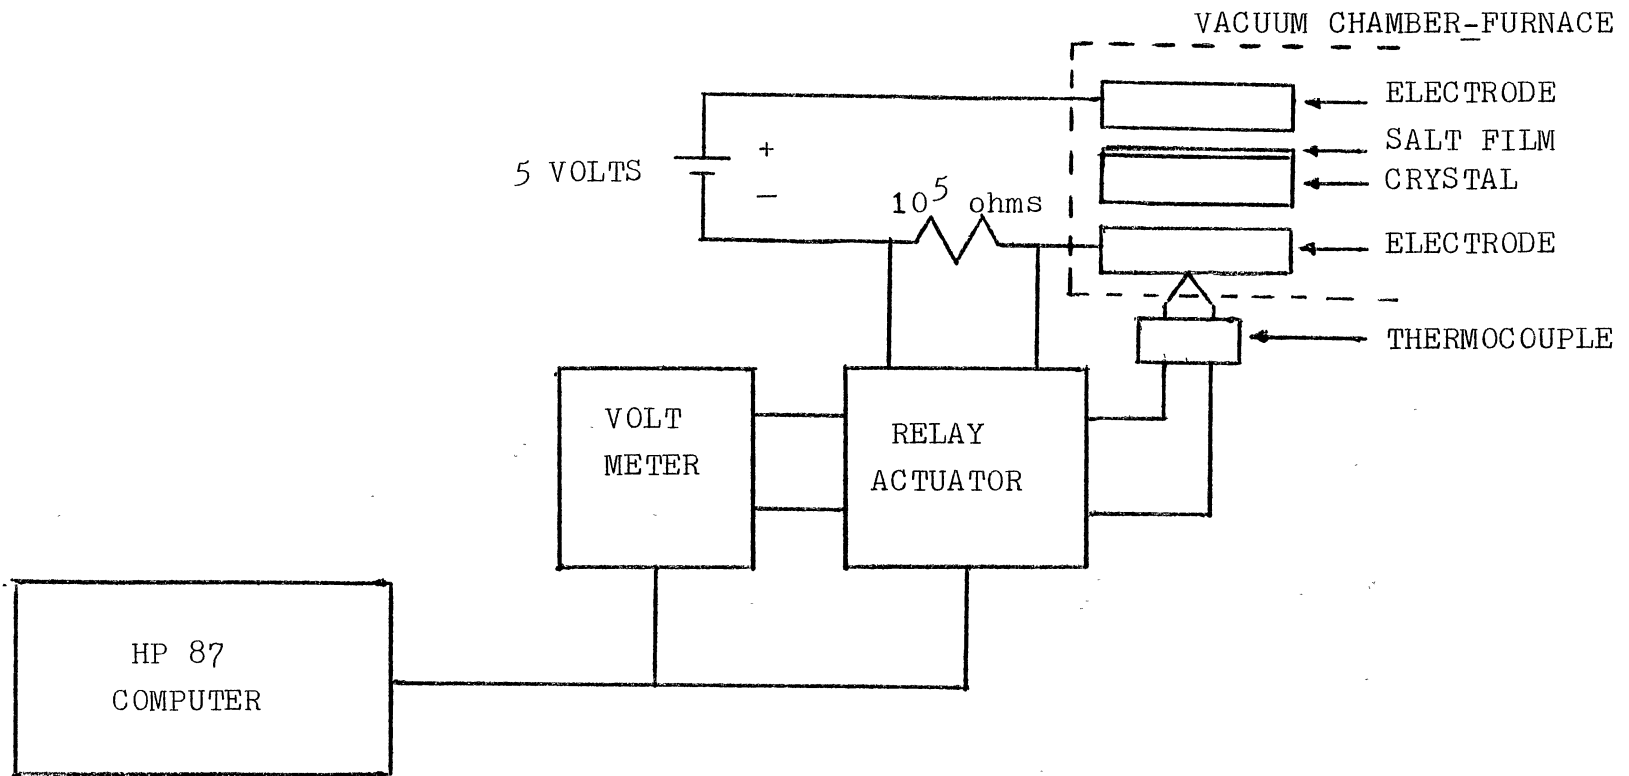 VACUUM CHAMBER-FURNACE
ELECTRODE
SALT FILM
CRYSTAL
ELECTRODE
THERMOCOUPLE
5 VOLTS
+
−
10^5 ohms
VOLT
METER
RELAY
ACTUATOR
HP 87
COMPUTER